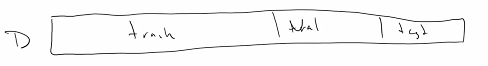 D train | val | test